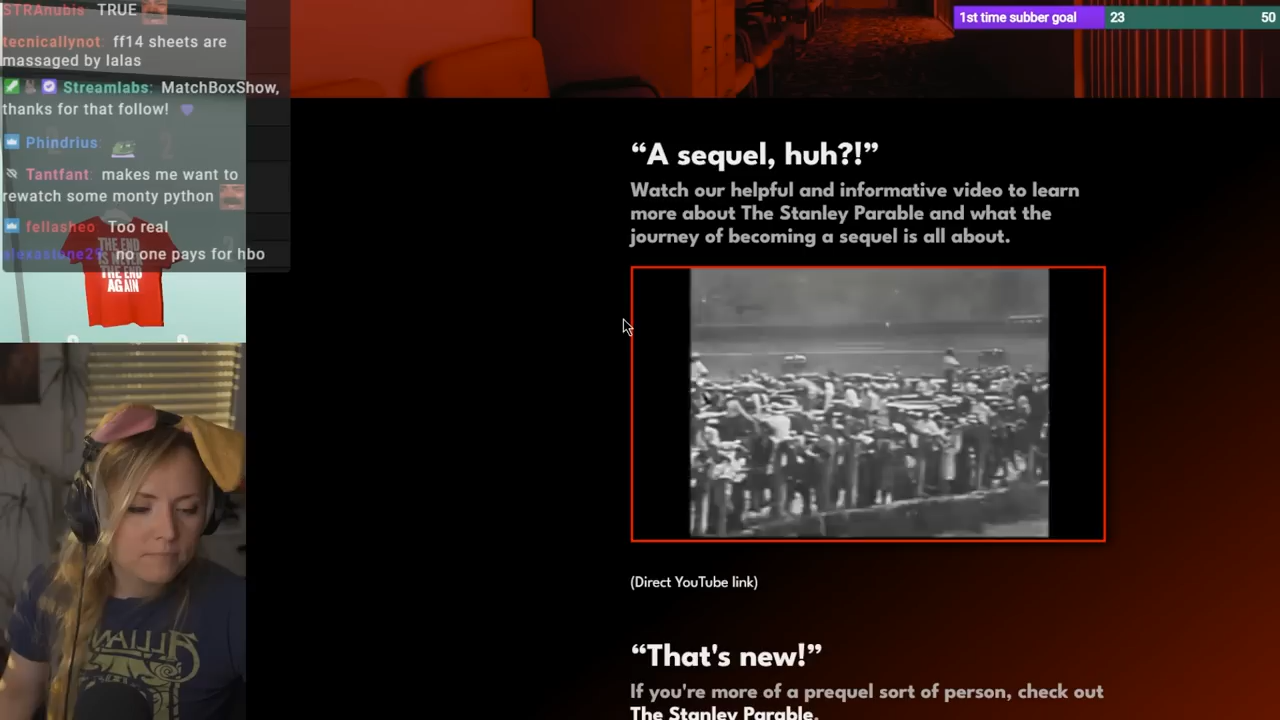 STRAnubis: TRUE
tecnicallynot: ff14 sheets are
massaged by lalas
Streamlabs: MatchBoxShow,
thanks for that follow!
Phindrius:
Tantfant: makes me want to
rewatch some monty python
fellasheo: Too real
no one pays for hbo
THE END
IS NEVER
THE END
AGAIN
1st time subber goal 23 50
“A sequel, huh?!”
Watch our helpful and informative video to learn
more about The Stanley Parable and what the
journey of becoming a sequel is all about.
(Direct YouTube link)
“That's new!”
If you're more of a prequel sort of person, check out
The Stanley Parable.